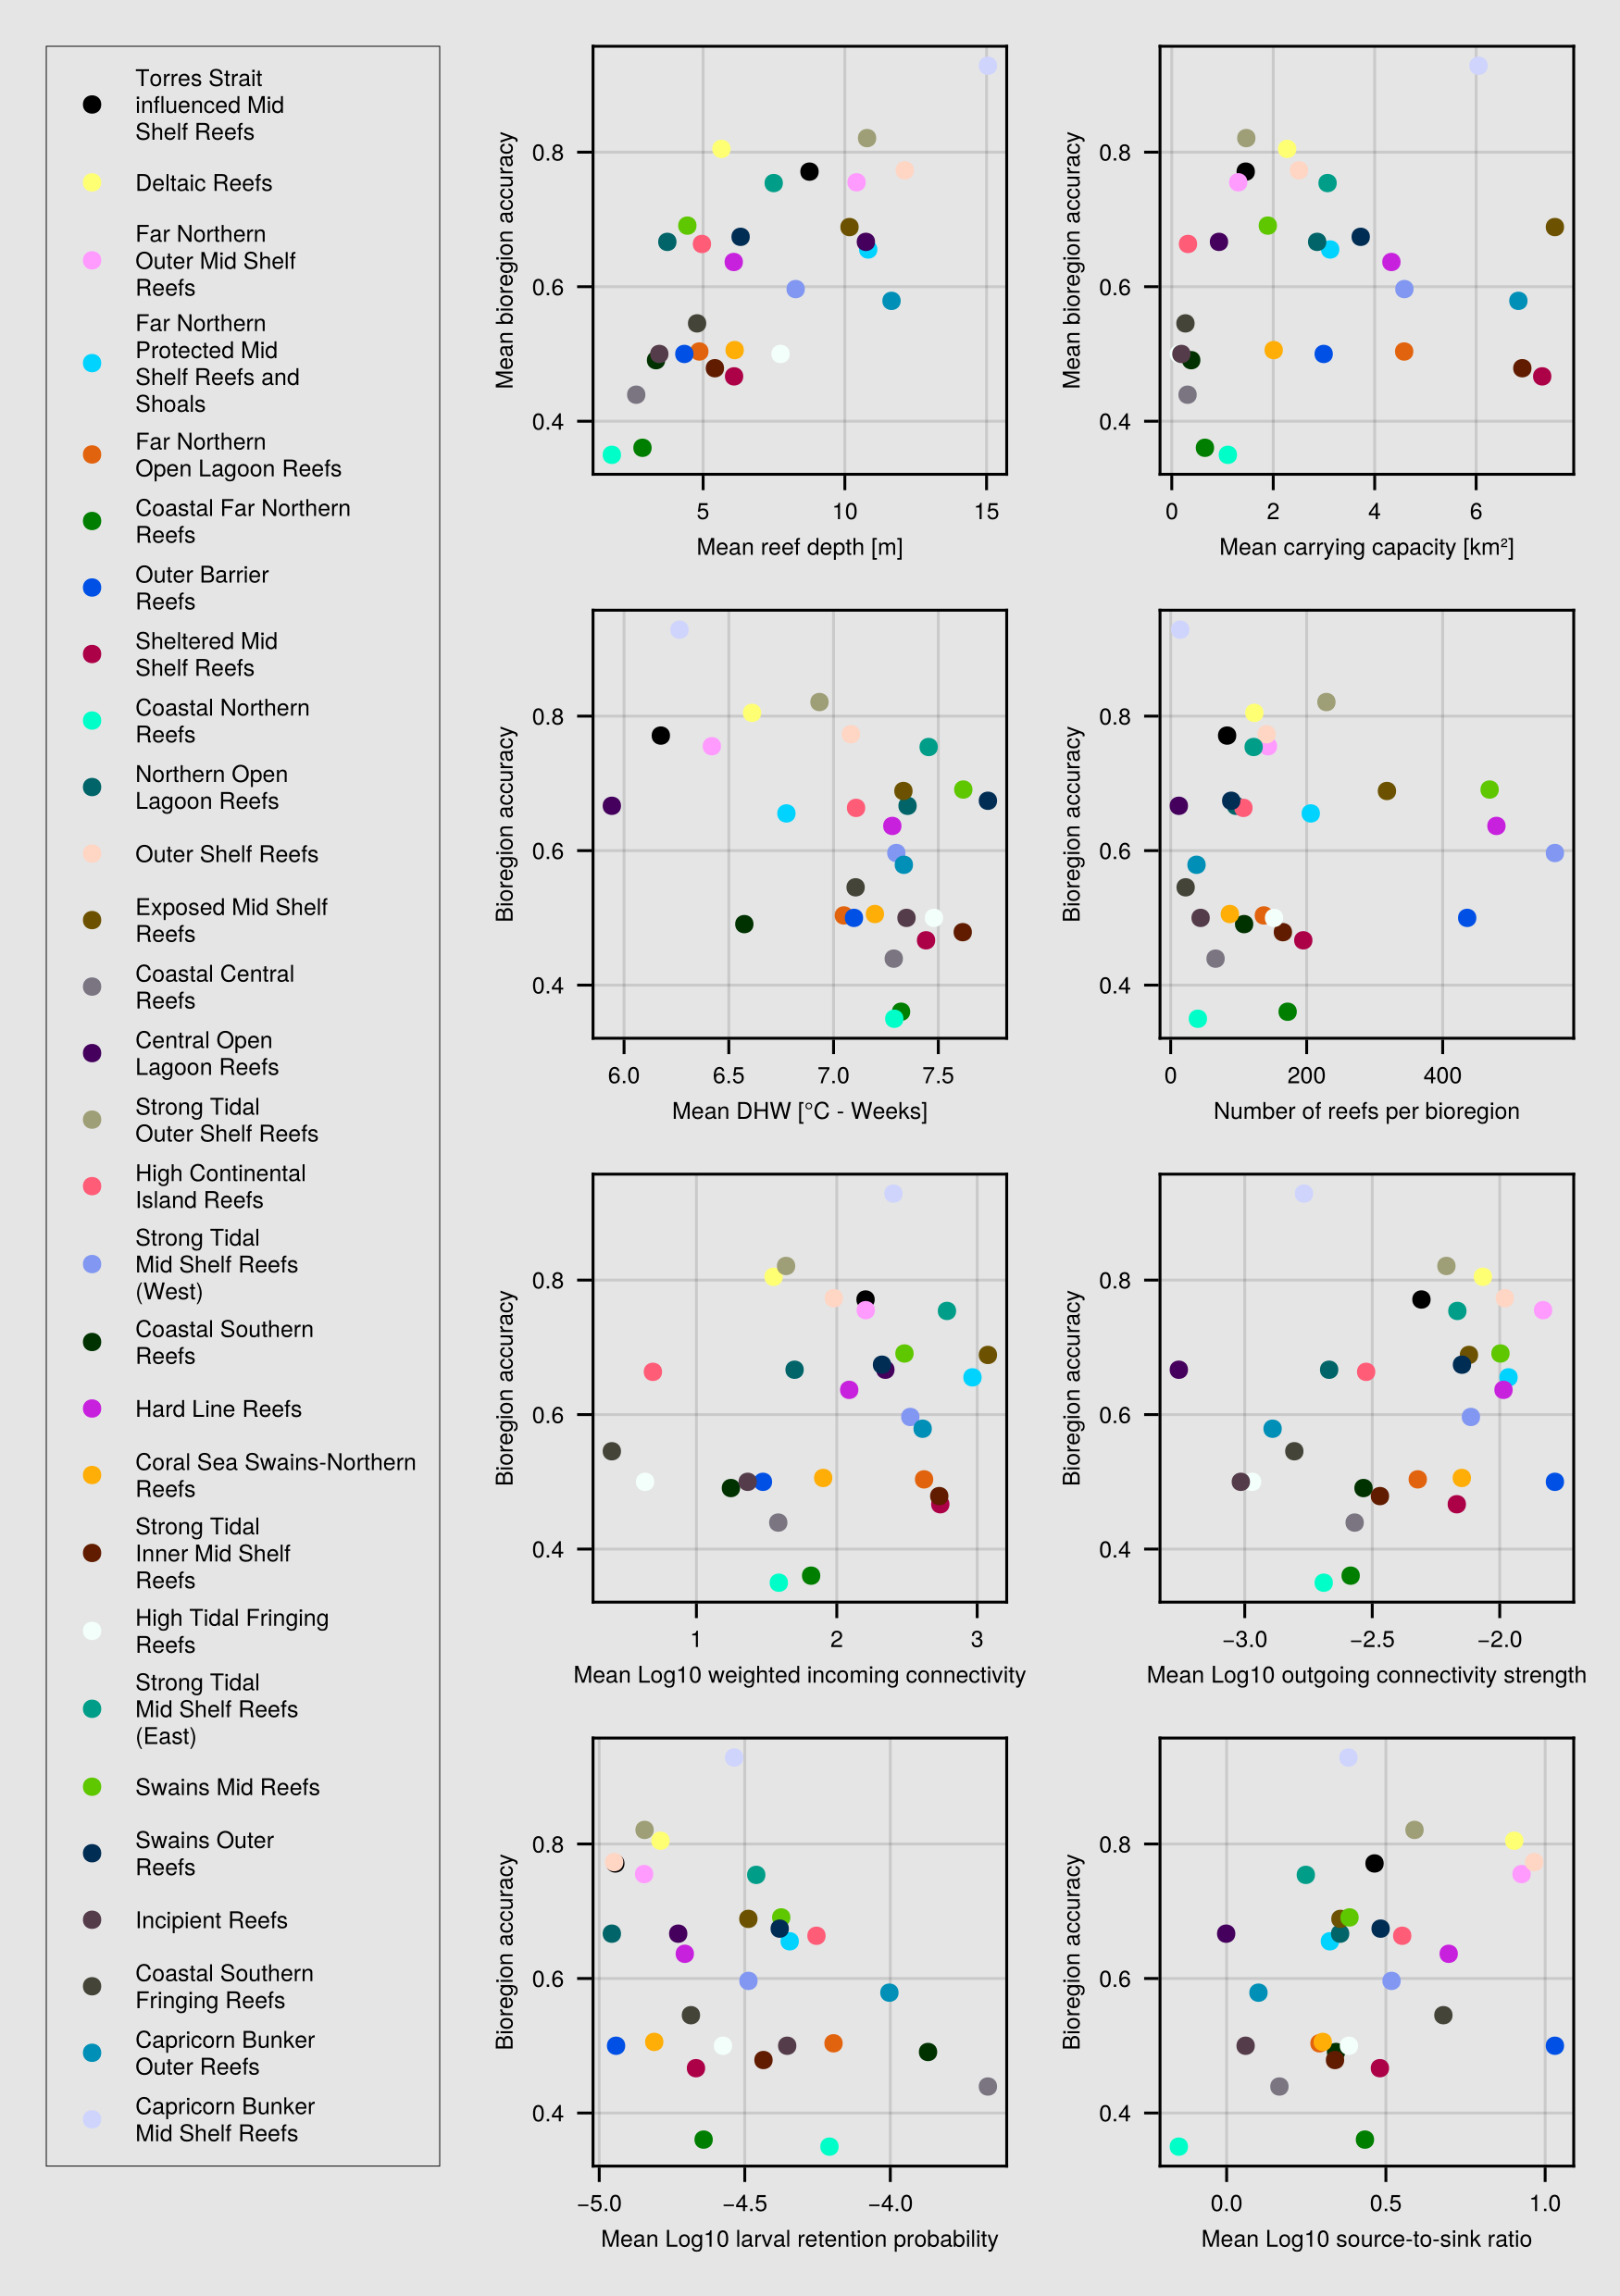 Torres Strait
influenced Mid
Shelf Reefs
Deltaic Reefs
Far Northern
Outer Mid Shelf
Reefs
Far Northern
Protected Mid
Shelf Reefs and
Shoals
Far Northern
Open Lagoon Reefs
Coastal Far Northern
Reefs
Outer Barrier
Reefs
Sheltered Mid
Shelf Reefs
Coastal Northern
Reefs
Northern Open
Lagoon Reefs
Outer Shelf Reefs
Exposed Mid Shelf
Reefs
Coastal Central
Reefs
Central Open
Lagoon Reefs
Strong Tidal
Outer Shelf Reefs
High Continental
Island Reefs
Strong Tidal
Mid Shelf Reefs
(West)
Coastal Southern
Reefs
Hard Line Reefs
Coral Sea Swains-Northern
Reefs
Strong Tidal
Inner Mid Shelf
Reefs
High Tidal Fringing
Reefs
Strong Tidal
Mid Shelf Reefs
(East)
Swains Mid Reefs
Swains Outer
Reefs
Incipient Reefs
Coastal Southern
Fringing Reefs
Capricorn Bunker
Outer Reefs
Capricorn Bunker
Mid Shelf Reefs
Mean bioregion accuracy
0.8
0.6
0.4
5 10 15
Mean reef depth [m]
Mean bioregion accuracy
0.8
0.6
0.4
0 2 4 6
Mean carrying capacity [km²]
Bioregion accuracy
0.8
0.6
0.4
6.0 6.5 7.0 7.5
Mean DHW [°C - Weeks]
Bioregion accuracy
0.8
0.6
0.4
0 200 400
Number of reefs per bioregion
Bioregion accuracy
0.8
0.6
0.4
1 2 3
Mean Log10 weighted incoming connectivity
Bioregion accuracy
0.8
0.6
0.4
−3.0 −2.5 −2.0
Mean Log10 outgoing connectivity strength
Bioregion accuracy
0.8
0.6
0.4
−5.0 −4.5 −4.0
Mean Log10 larval retention probability
Bioregion accuracy
0.8
0.6
0.4
0.0 0.5 1.0
Mean Log10 source-to-sink ratio